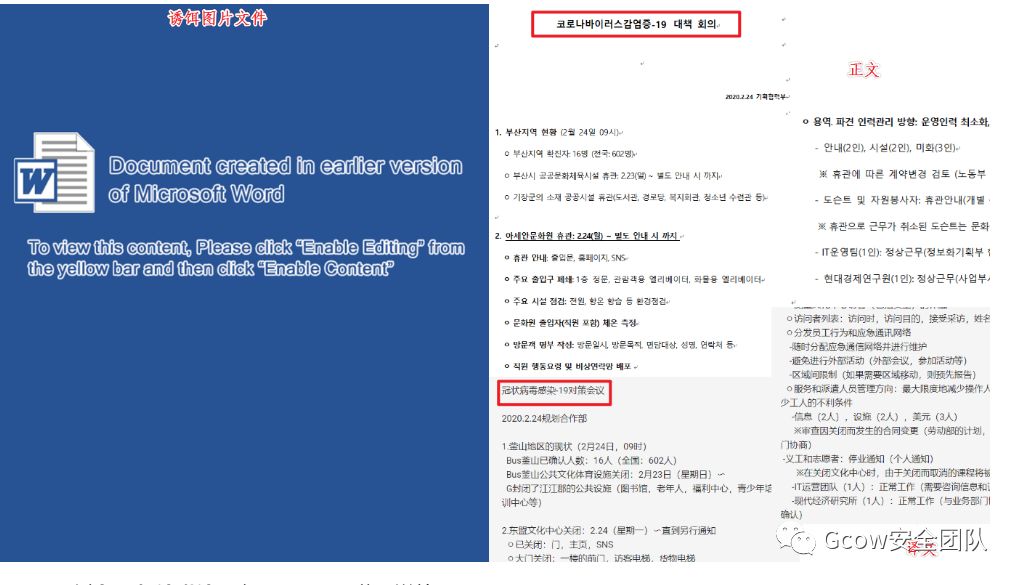 诱饵图片文件
Document created in earlier version
of Microsoft Word
To view this content, Please click “Enable Editing” from
the yellow bar and then click “Enable Content”
코로나바이러스감염증-19 대책 회의
2020.2.24 기획협력부
1. 부산지역 현황 (2월 24일 09시)
o 부산지역 확진자: 16명 (전국: 602명)
o 부산시 공공문화체육시설 휴관: 2.23(일) ~ 별도 안내 시 까지
o 기장군의 소재 공공시설 휴관(도서관, 경로당, 복지회관, 청소년 수련관 등)
2. 아세안문화원 휴관: 2.24(월) ~ 별도 안내 시 까지
o 휴관 안내: 출입문, 홈페이지, SNS
o 주요 출입구 폐쇄: 1층 정문, 관람객용 엘리베이터, 화물용 엘리베이터
o 주요 시설 점검: 전원, 항온 항습 등 환경점검
o 문화원 출입자(직원 포함) 체온 측정
o 방문객 명부 작성: 방문일시, 방문목적, 면담대상, 성명, 연락처 등
o 직원 행동요령 및 비상연락망 배포
冠状病毒感染-19对策会议
2020.2.24规划合作部
1.釜山地区的现状（2月24日，09时）
Bus釜山已确认人数：16人（全国：602人）
Bus釜山公共文化体育设施关闭：2月23日（星期日）~
G封闭了江江郡的公共设施（图书馆，老年人，福利中心，青少年培
训中心等）
2.东盟文化中心关闭：2.24（星期一）~直到另行通知
o已关闭：门，主页，SNS
o大门关闭：一楼的前门，访客电梯，货物电梯
正文
o 용역, 파견 인력관리 방향: 운영인력 최소화,
- 안내(2인), 시설(2인), 미화(3인)
※ 휴관에 따른 계약변경 검토 (노동부
- 도슨트 및 자원봉사자: 휴관안내(개별
※ 휴관으로 근무가 취소된 도슨트는 문화
- IT운영팀(1인): 정상근무(정보화기획부
- 현대경제연구원(1인): 정상근무(사업부
o访问者列表：访问时，访问目的，接受采访，姓名
o分发员工行为和应急通讯网络
-随时分配应急通信网络并进行维护
-避免进行外部活动（外部会议，参加活动等）
-区域间限制（如果需要区域移动，则预先报告）
o服务和派遣人员管理方向：最大限度地减少操作人
少工人的不利条件
-信息（2人），设施（2人），美元（3人）
※审查因关闭而发生的合同变更（劳动部的计划，
门协商）
-义工和志愿者：停业通知（个人通知）
※在关闭文化中心时，由于关闭而取消的课程将被
-IT运营团队（1人）：正常工作（需要咨询信息和
-现代经济研究所（1人）：正常工作（与业务部门
确认）
译文
Gcow安全团队